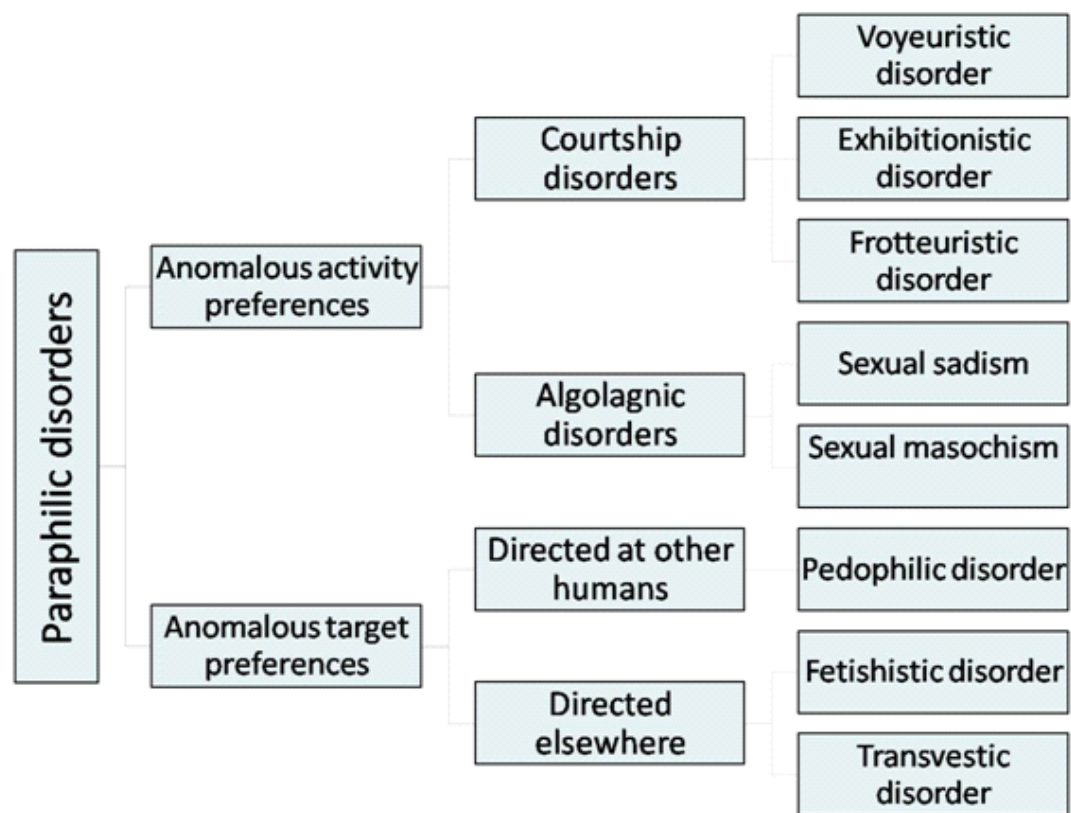 Paraphilic disorders
Anomalous activity
preferences
Courtship
disorders
Voyeuristic
disorder
Exhibitionistic
disorder
Frotteuristic
disorder
Algolagnic
disorders
Sexual sadism
Sexual masochism
Anomalous target
preferences
Directed at other
humans
Pedophilic disorder
Directed
elsewhere
Fetishistic disorder
Transvestic
disorder